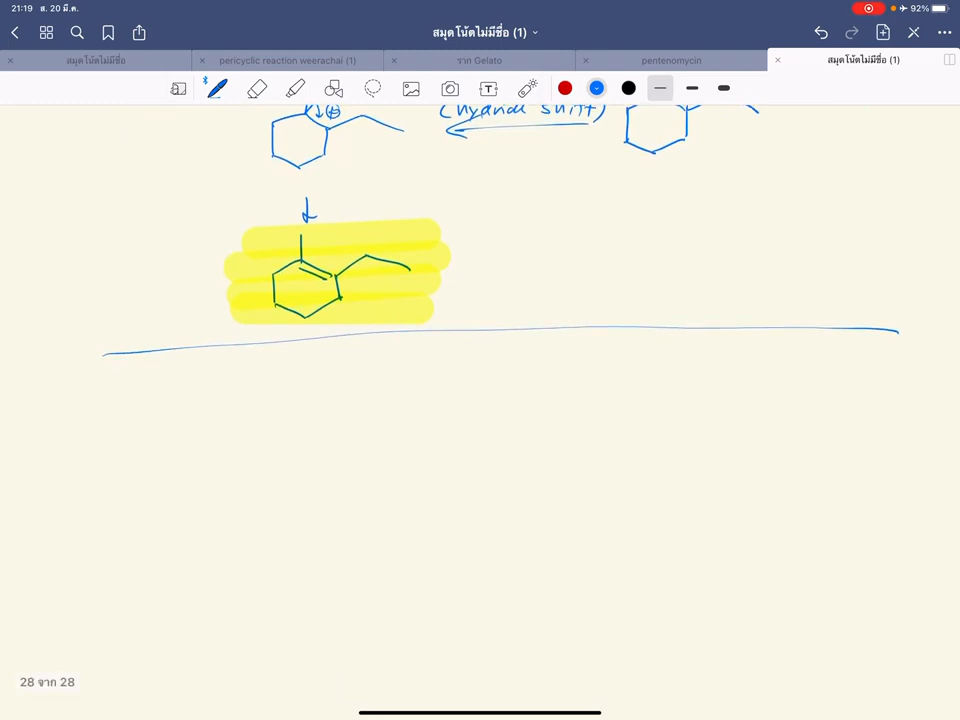 21:19 ส. 20 มี.ค.
92%
สมุดโน้ตไม่มีชื่อ (1)
สมุดโน้ตไม่มีชื่อ
pericyclic reaction weerachai (1)
ราก Gelato
pentenomycin
สมุดโน้ตไม่มีชื่อ (1)
T
(hydride shift)
28 จาก 28